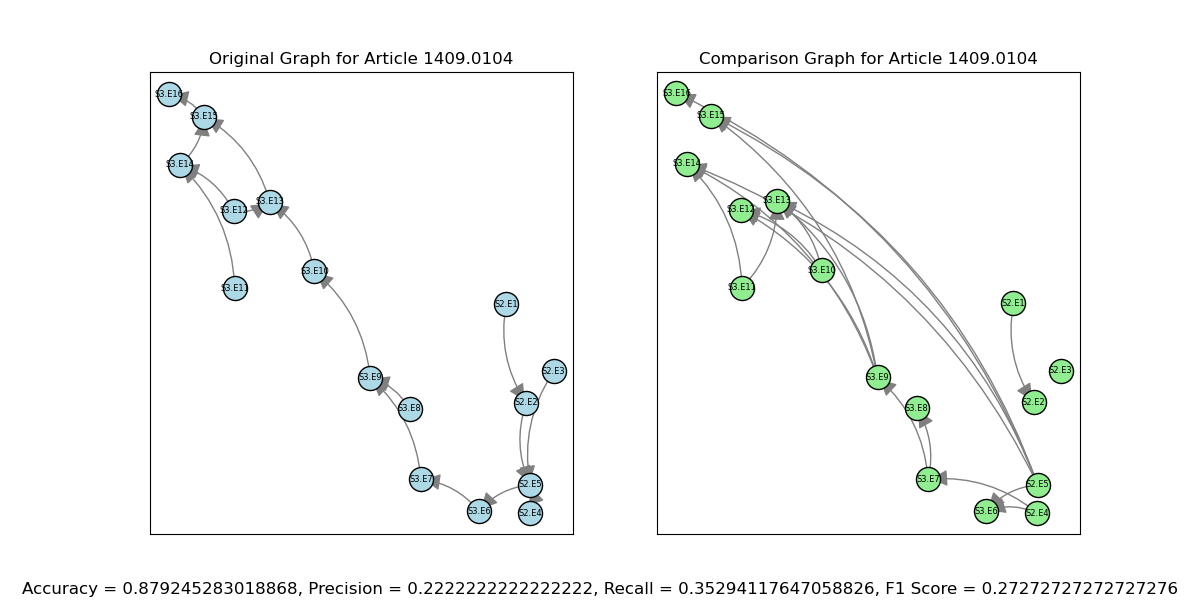 Original Graph for Article 1409.0104
Comparison Graph for Article 1409.0104
S3.E16
S3.E15
S3.E14
S3.E13
S3.E12
S3.E11
S3.E10
S2.E1
S2.E3
S3.E9
S2.E2
S3.E8
S3.E7
S2.E5
S3.E6
S2.E4
S3.E16
S3.E15
S3.E14
S3.E13
S3.E12
S3.E10
S3.E11
S2.E1
S2.E3
S3.E9
S2.E2
S3.E8
S3.E7
S2.E5
S3.E6
S2.E4
Accuracy = 0.879245283018868, Precision = 0.2222222222222222, Recall = 0.35294117647058826, F1 Score = 0.27272727272727276